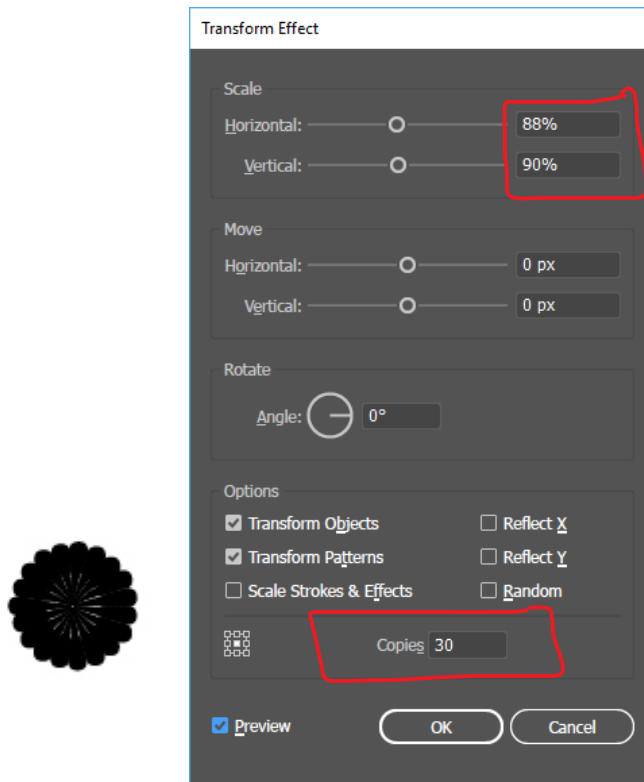 Transform Effect
Scale
Horizontal: 88%
Vertical: 90%
Move
Horizontal: 0 px
Vertical: 0 px
Rotate
Angle: 0°
Options
Transform Objects Reflect X
Transform Patterns Reflect Y
Scale Strokes & Effects Random
Copies 30
Preview OK Cancel